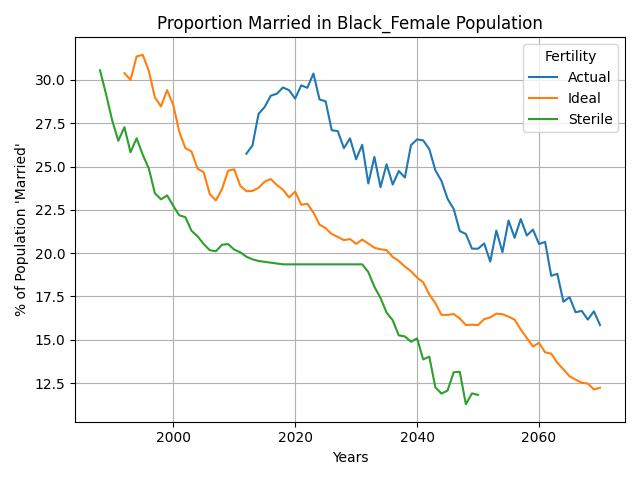 Proportion Married in Black_Female Population
Fertility
Actual
Ideal
Sterile
% of Population 'Married'
30.0
27.5
25.0
22.5
20.0
17.5
15.0
12.5
2000
2020
2040
2060
Years